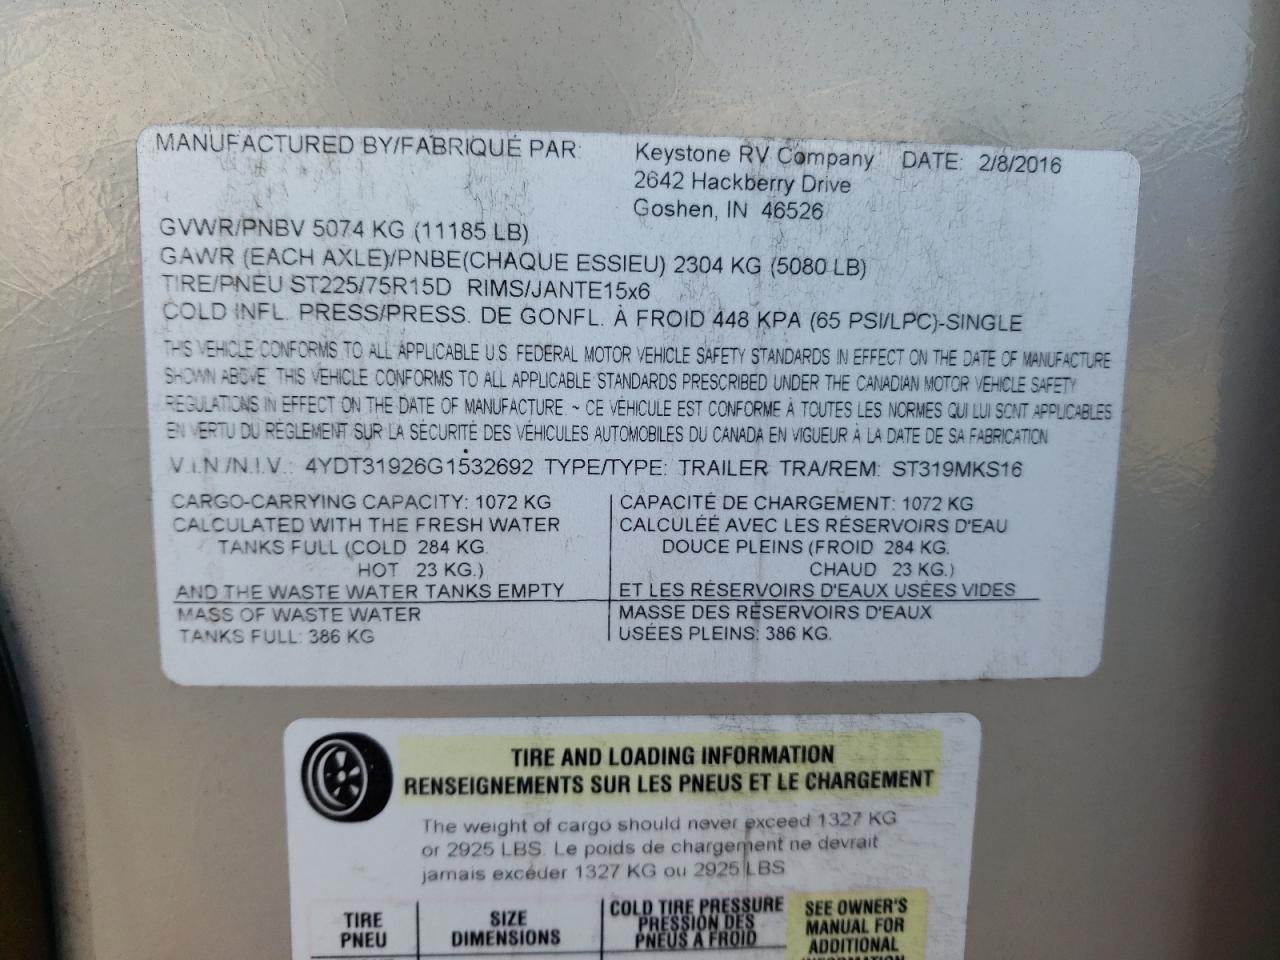 MANUFACTURED BY/FABRIQUÉ PAR: Keystone RV Company DATE: 2/8/2016
2642 Hackberry Drive
Goshen, IN 46526
GVWR/PNBV 5074 KG (11185 LB)
GAWR (EACH AXLE)/PNBE(CHAQUE ESSIEU) 2304 KG (5080 LB)
TIRE/PNEU ST225/75R15D RIMS/JANTE15x6
COLD INFL. PRESS/PRESS. DE GONFL. À FROID 448 KPA (65 PSI/LPC)-SINGLE
THIS VEHICLE CONFORMS TO ALL APPLICABLE U.S. FEDERAL MOTOR VEHICLE SAFETY STANDARDS IN EFFECT ON THE DATE OF MANUFACTURE
SHOWN ABOVE. THIS VEHICLE CONFORMS TO ALL APPLICABLE STANDARDS PRESCRIBED UNDER THE CANADIAN MOTOR VEHICLE SAFETY
REGULATIONS IN EFFECT ON THE DATE OF MANUFACTURE. ~ CE VÉHICULE EST CONFORME À TOUTES LES NORMES QUI LUI SONT APPLICABLES
EN VERTU DU RÈGLEMENT SUR LA SÉCURITÉ DES VÉHICULES AUTOMOBILES DU CANADA EN VIGUEUR À LA DATE DE SA FABRICATION
V.I.N./N.I.V.: 4YDT31926G1532692 TYPE/TYPE: TRAILER TRA/REM: ST319MKS16
CARGO-CARRYING CAPACITY: 1072 KG
CALCULATED WITH THE FRESH WATER
TANKS FULL (COLD 284 KG.
HOT 23 KG.)
AND THE WASTE WATER TANKS EMPTY
MASS OF WASTE WATER
TANKS FULL: 386 KG
CAPACITÉ DE CHARGEMENT: 1072 KG
CALCULÉE AVEC LES RÉSERVOIRS D'EAU
DOUCE PLEINS (FROID 284 KG.
CHAUD 23 KG.)
ET LES RÉSERVOIRS D'EAUX USÉES VIDES
MASSE DES RÉSERVOIRS D'EAUX
USÉES PLEINS: 386 KG.
TIRE AND LOADING INFORMATION
RENSEIGNEMENTS SUR LES PNEUS ET LE CHARGEMENT
The weight of cargo should never exceed 1327 KG
or 2925 LBS. Le poids de chargement ne devrait
jamais excéder 1327 KG ou 2925 LBS
TIRE
PNEU
SIZE
DIMENSIONS
COLD TIRE PRESSURE
PRESSION DES
PNEUS A FROID
SEE OWNER'S
MANUAL FOR
ADDITIONAL
INFORMATION